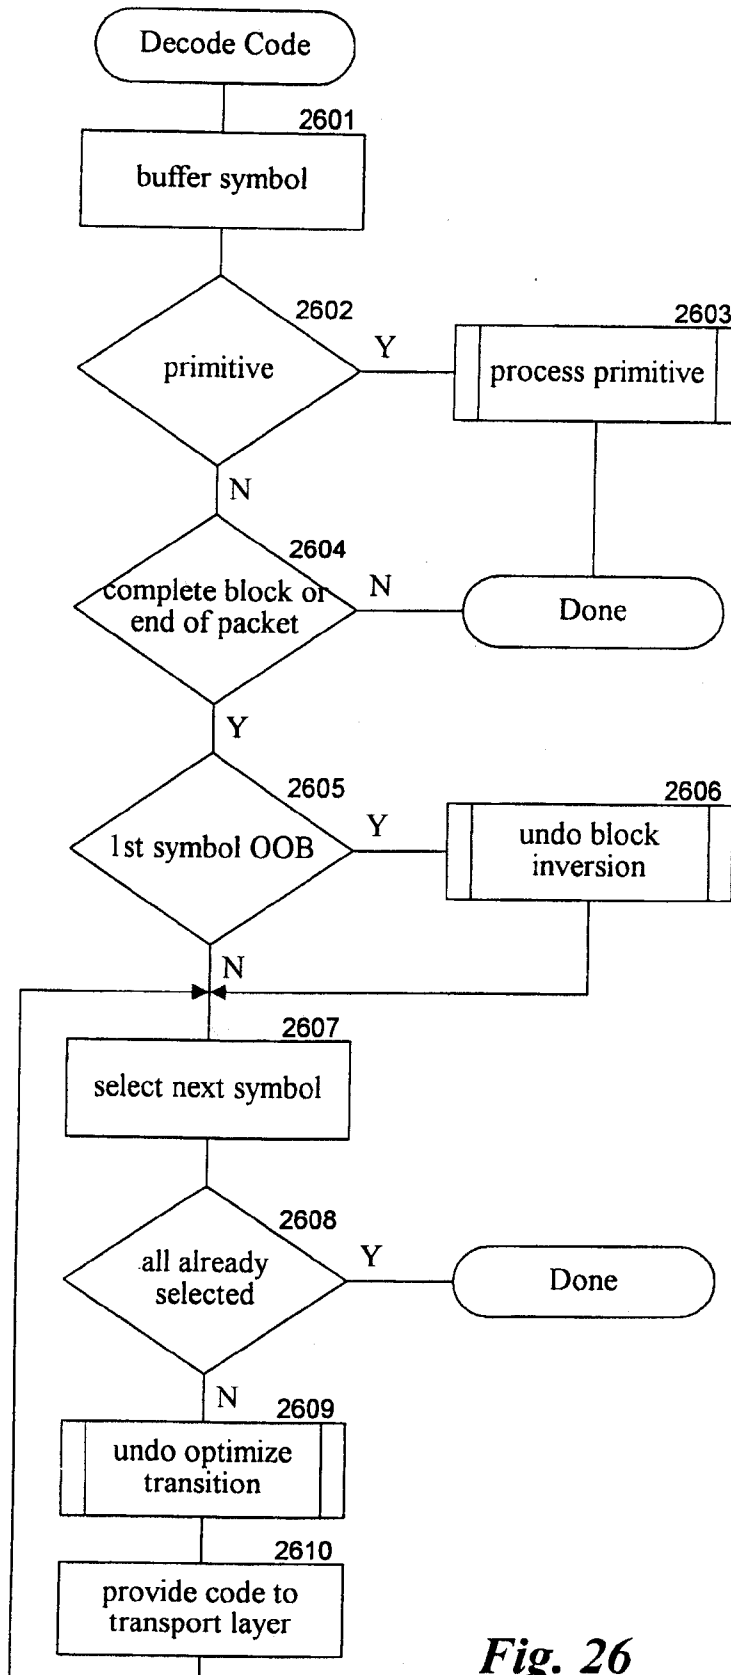 Decode Code
2601
buffer symbol
2602
primitive
Y
2603
process primitive
N
2604
complete block or
end of packet
N
Done
Y
2605
1st symbol OOB
Y
2606
undo block
inversion
N
2607
select next symbol
2608
all already
selected
Y
Done
N
2609
undo optimize
transition
2610
provide code to
transport layer
Fig. 26